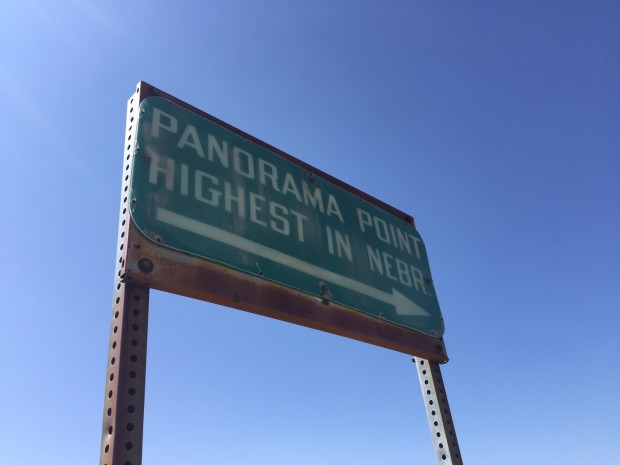 PANORAMA POINT
HIGHEST IN NEBR.